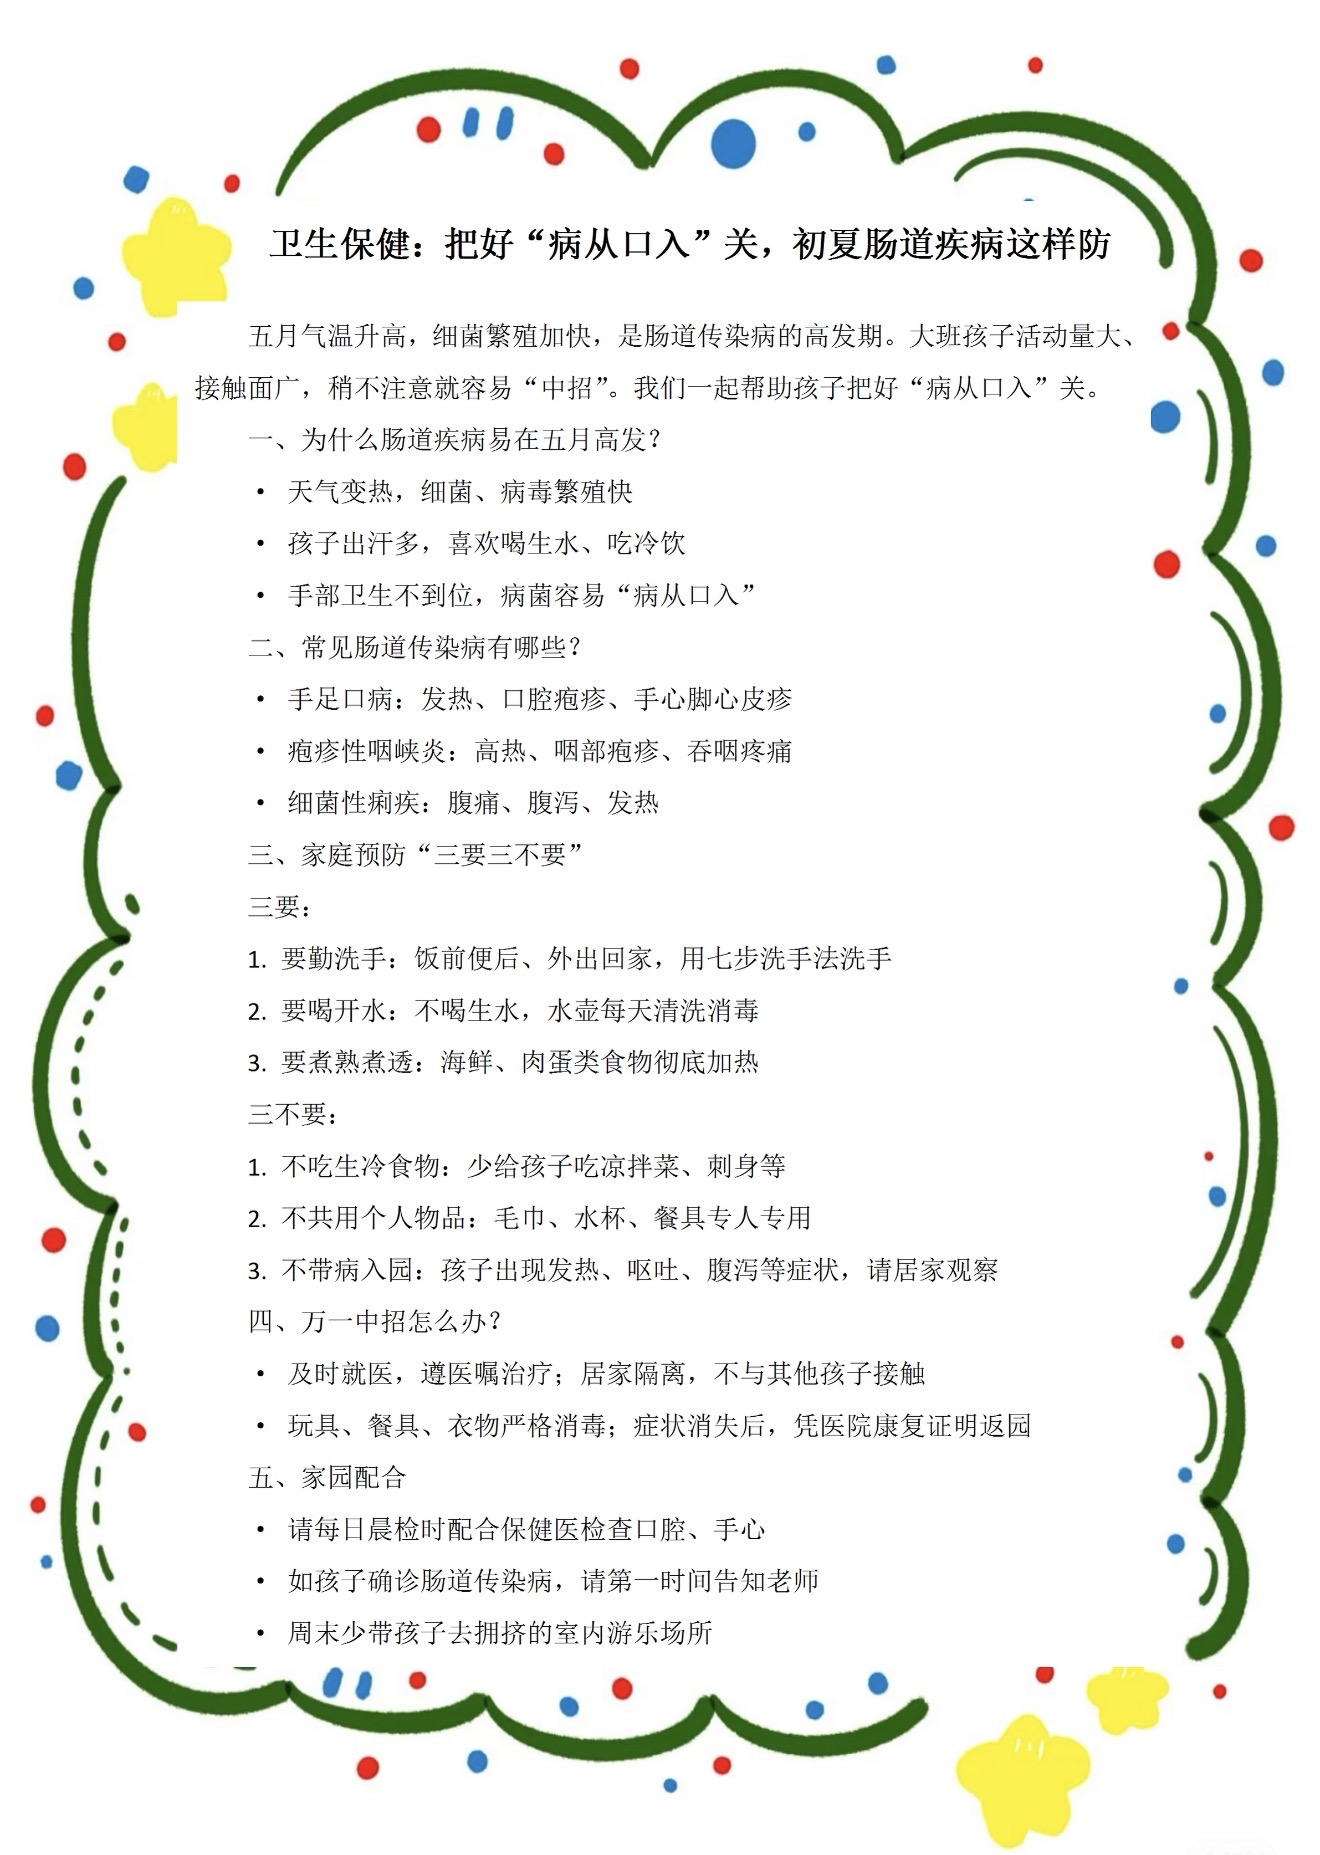 卫生保健：把好“病从口入”关，初夏肠道疾病这样防
五月气温升高，细菌繁殖加快，是肠道传染病的高发期。大班孩子活动量大、
接触面广，稍不注意就容易“中招”。我们一起帮助孩子把好“病从口入”关。
一、为什么肠道疾病易在五月高发？
• 天气变热，细菌、病毒繁殖快
• 孩子出汗多，喜欢喝生水、吃冷饮
• 手部卫生不到位，病菌容易“病从口入”
二、常见肠道传染病有哪些？
• 手足口病：发热、口腔疱疹、手心脚心皮疹
• 疱疹性咽峡炎：高热、咽部疱疹、吞咽疼痛
• 细菌性痢疾：腹痛、腹泻、发热
三、家庭预防“三要三不要”
三要：
1. 要勤洗手：饭前便后、外出回家，用七步洗手法洗手
2. 要喝开水：不喝生水，水壶每天清洗消毒
3. 要煮熟煮透：海鲜、肉蛋类食物彻底加热
三不要：
1. 不吃生冷食物：少给孩子吃凉拌菜、刺身等
2. 不共用个人物品：毛巾、水杯、餐具专人专用
3. 不带病入园：孩子出现发热、呕吐、腹泻等症状，请居家观察
四、万一中招怎么办？
• 及时就医，遵医嘱治疗；居家隔离，不与其他孩子接触
• 玩具、餐具、衣物严格消毒；症状消失后，凭医院康复证明返园
五、家园配合
• 请每日晨检时配合保健医检查口腔、手心
• 如孩子确诊肠道传染病，请第一时间告知老师
• 周末少带孩子去拥挤的室内游乐场所